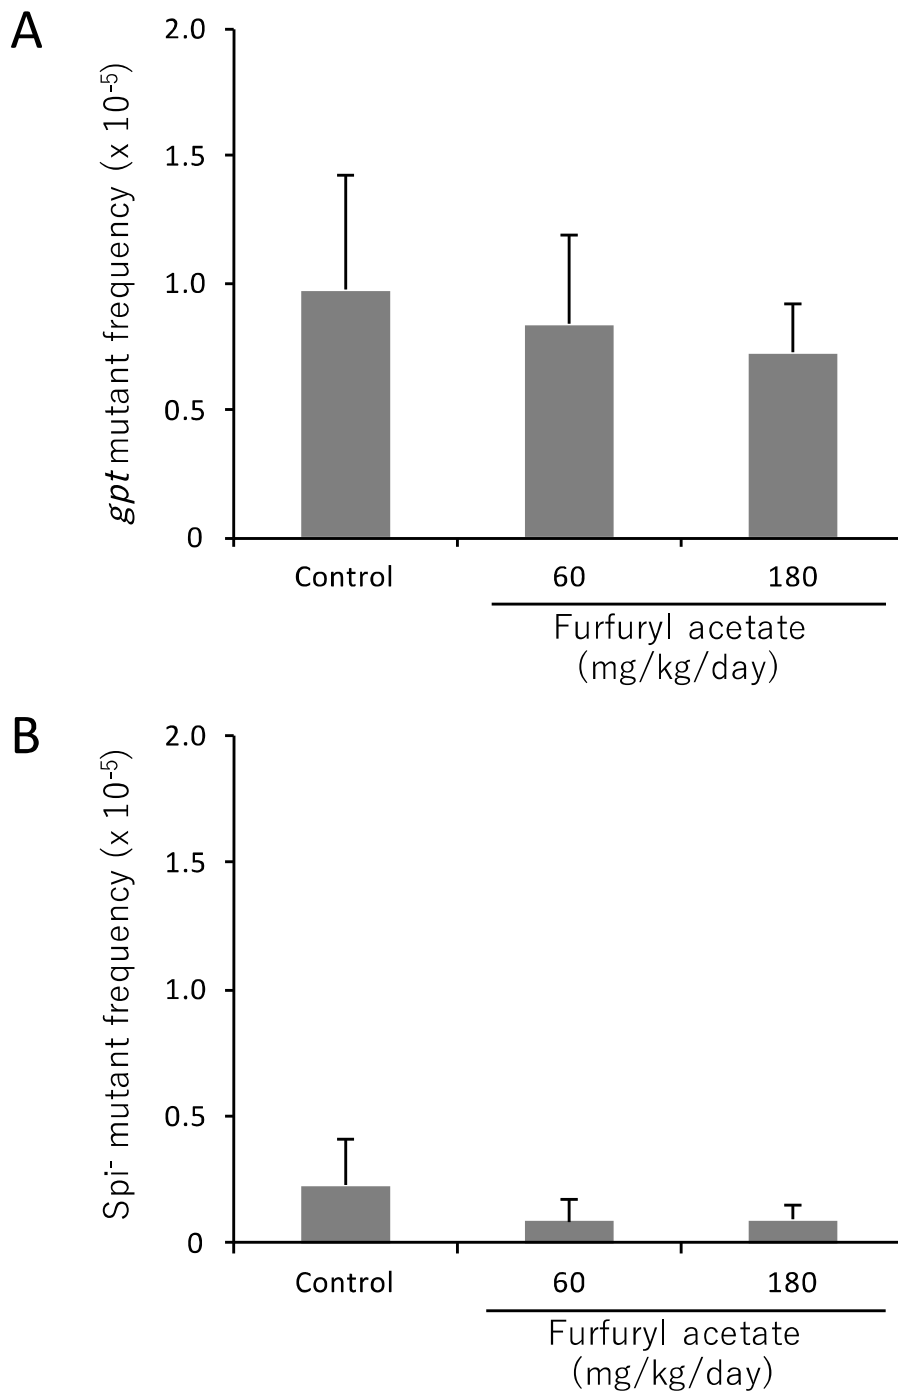 A
gpt mutant frequency (x 10-5)
2.0
1.5
1.0
0.5
0
Control 60 180
Furfuryl acetate
(mg/kg/day)
B
Spi- mutant frequency (x 10-5)
2.0
1.5
1.0
0.5
0
Control 60 180
Furfuryl acetate
(mg/kg/day)